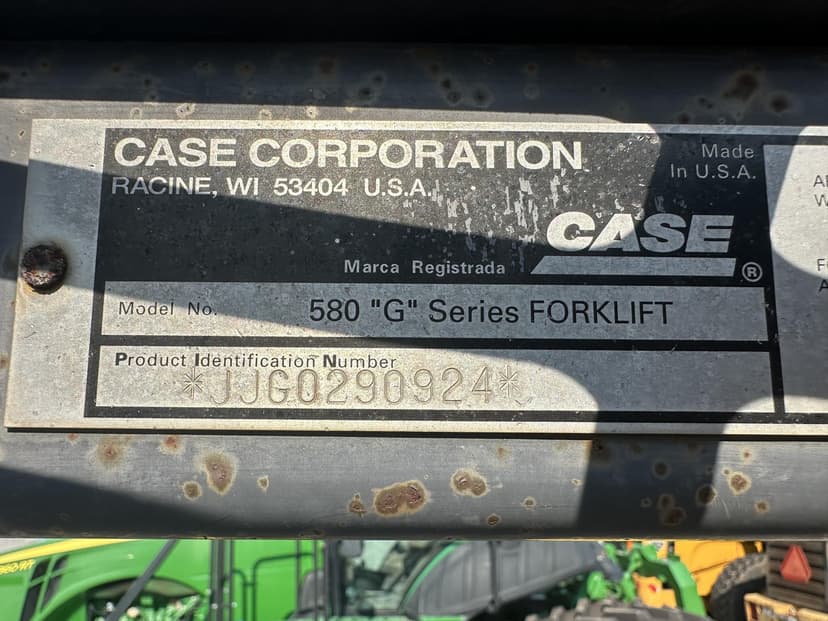 CASE CORPORATION
RACINE, WI 53404 U.S.A.
Made
In U.S.A.
CASE
Marca Registrada ®
Model No. 580 "G" Series FORKLIFT
Product Identification Number
*JJG0290924*